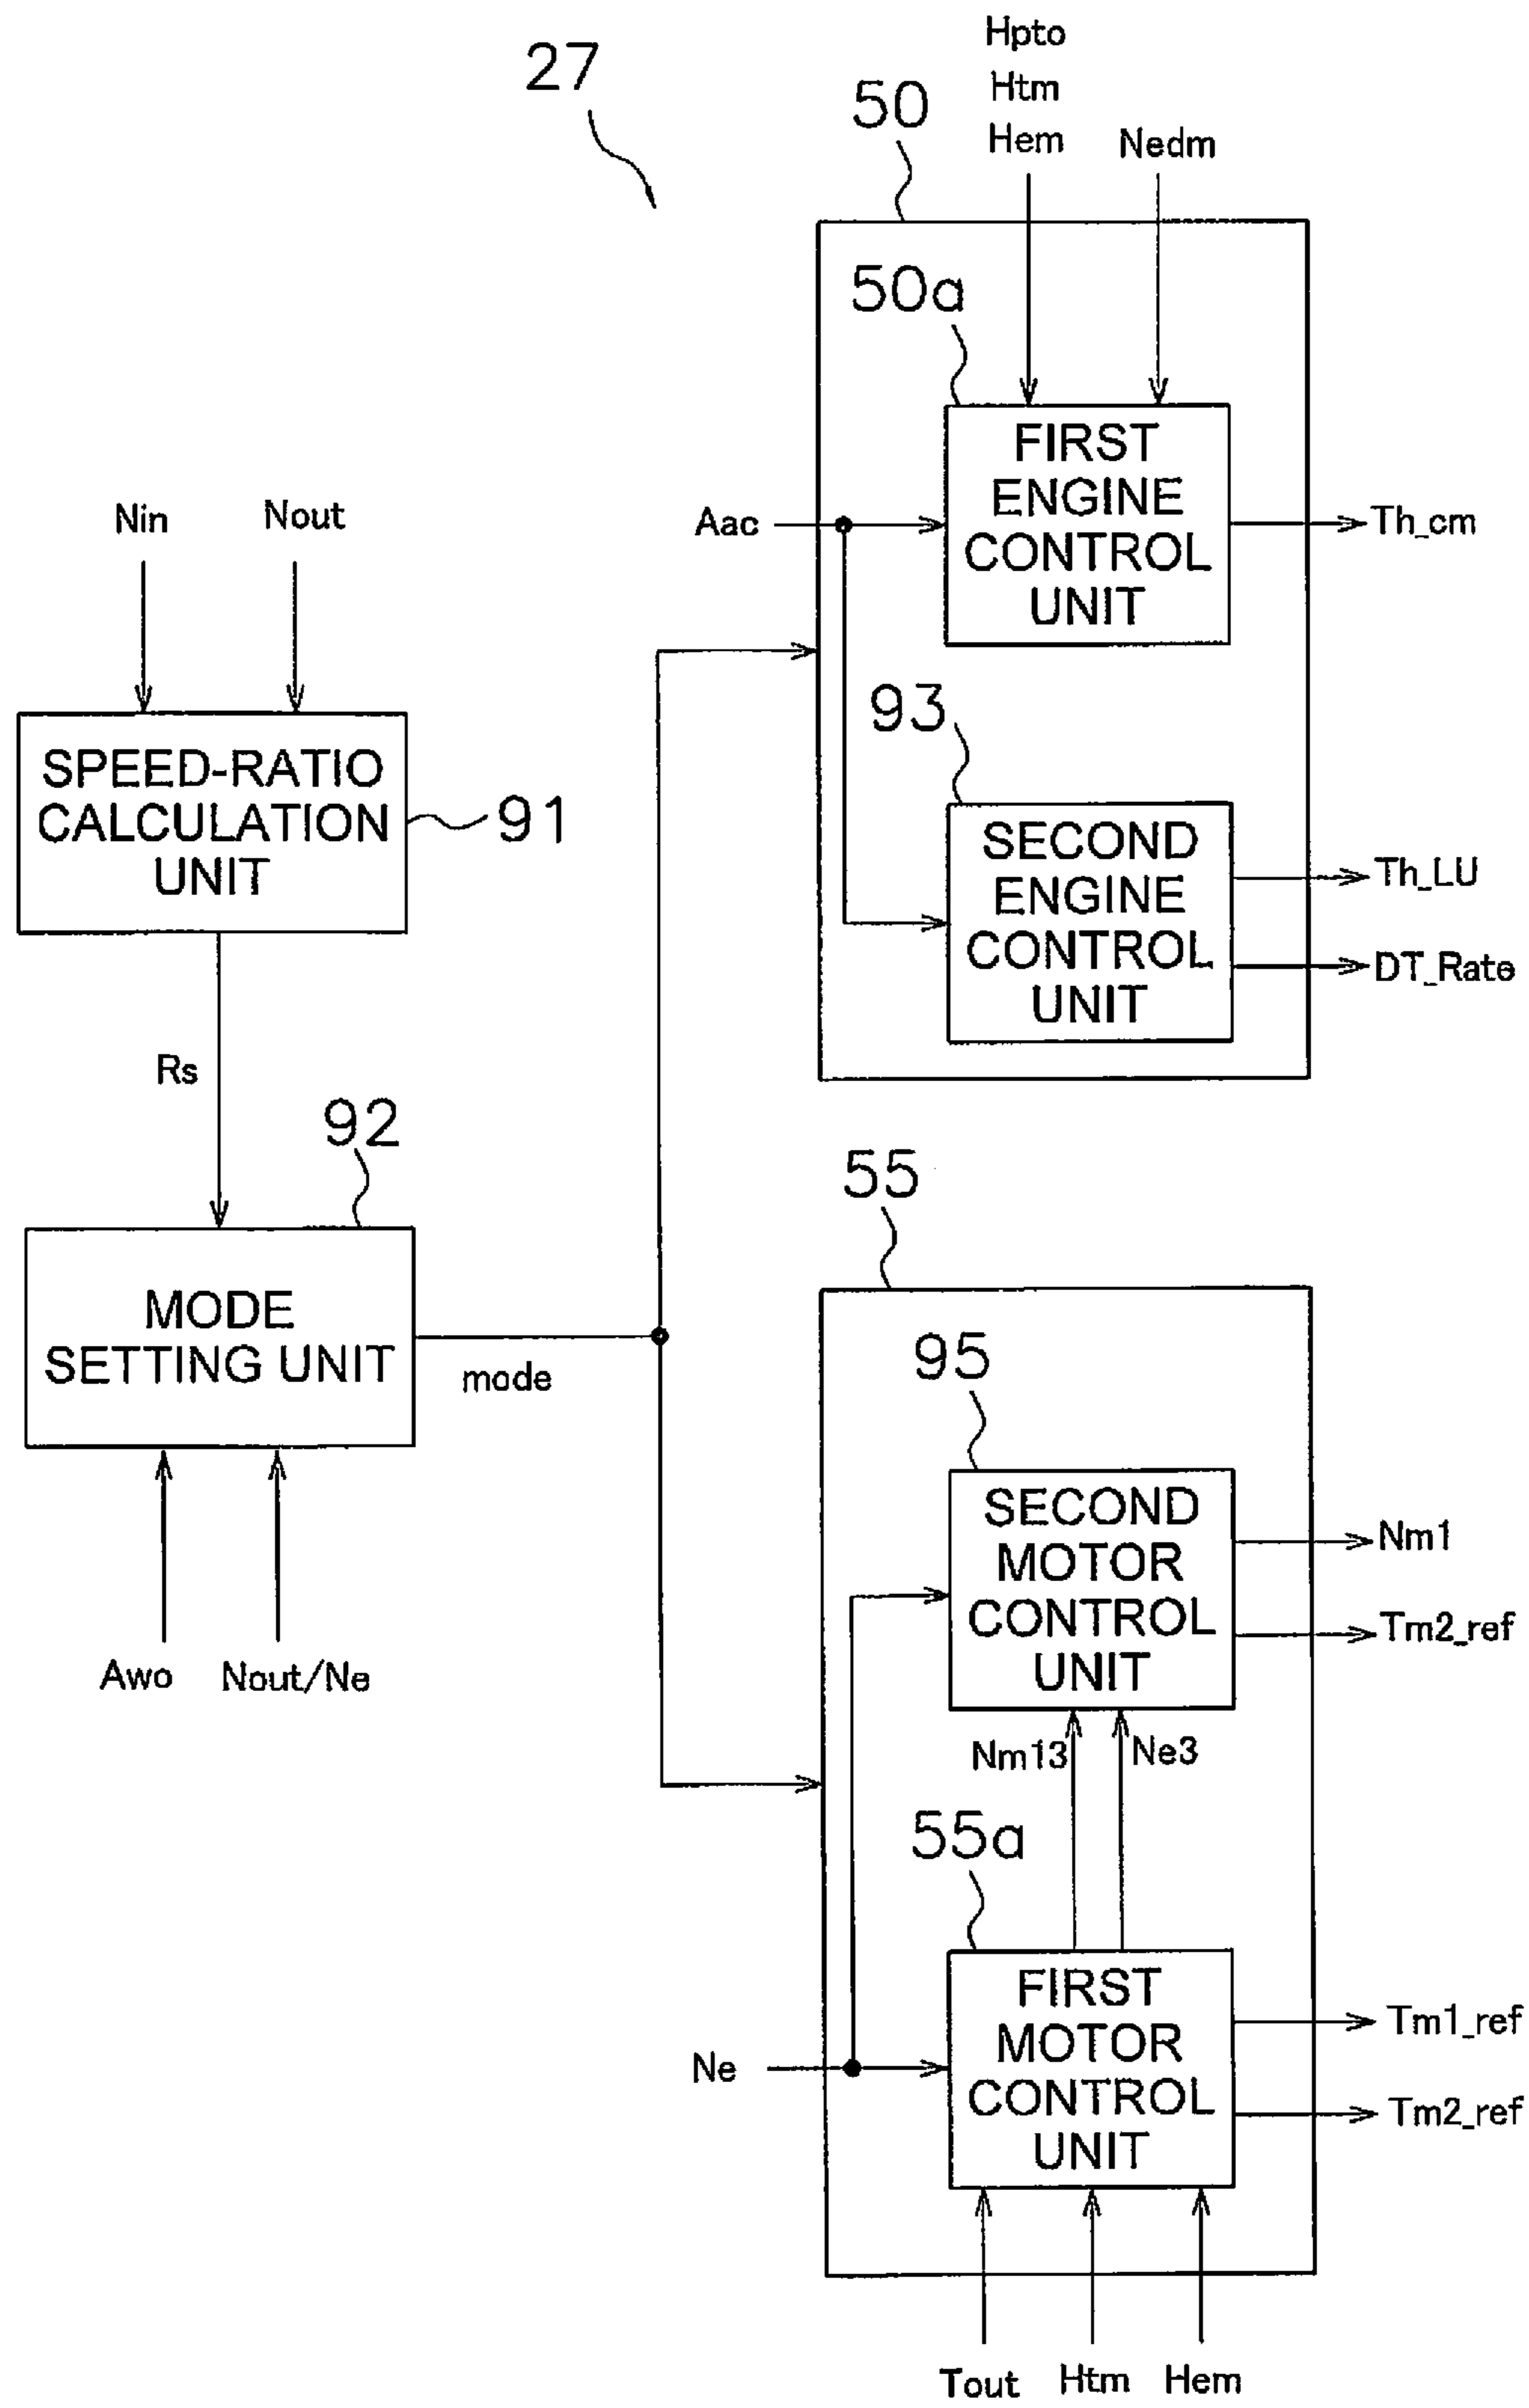 27
50
Hpto
Htm
Hem
Nedm
50a
FIRST
ENGINE
CONTROL
UNIT
Aac
Th_cm
Nin
Nout
SPEED-RATIO
CALCULATION
UNIT
91
93
SECOND
ENGINE
CONTROL
UNIT
Th_LU
DT_Rate
Rs
92
MODE
SETTING UNIT
mode
Awo
Nout/Ne
55
95
SECOND
MOTOR
CONTROL
UNIT
Nm1
Tm2_ref
Nm13
Ne3
55a
FIRST
MOTOR
CONTROL
UNIT
Ne
Tm1_ref
Tm2_ref
Tout
Htm
Hem